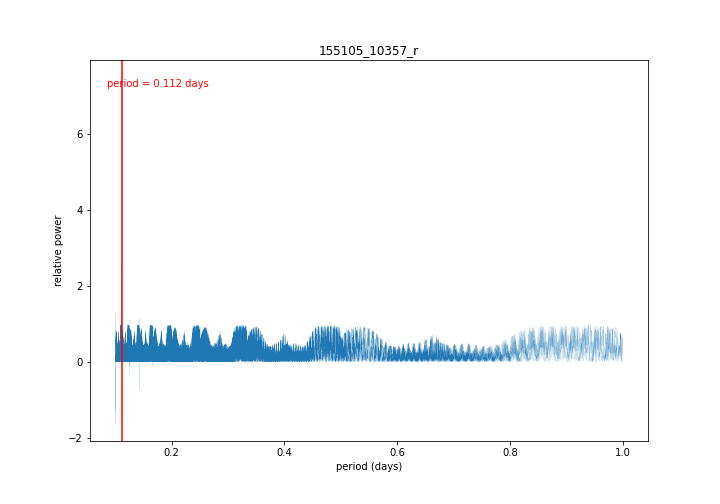 155105_10357_r
period = 0.112 days
6
4
2
0
−2
relative power
0.2
0.4
0.6
0.8
1.0
period (days)